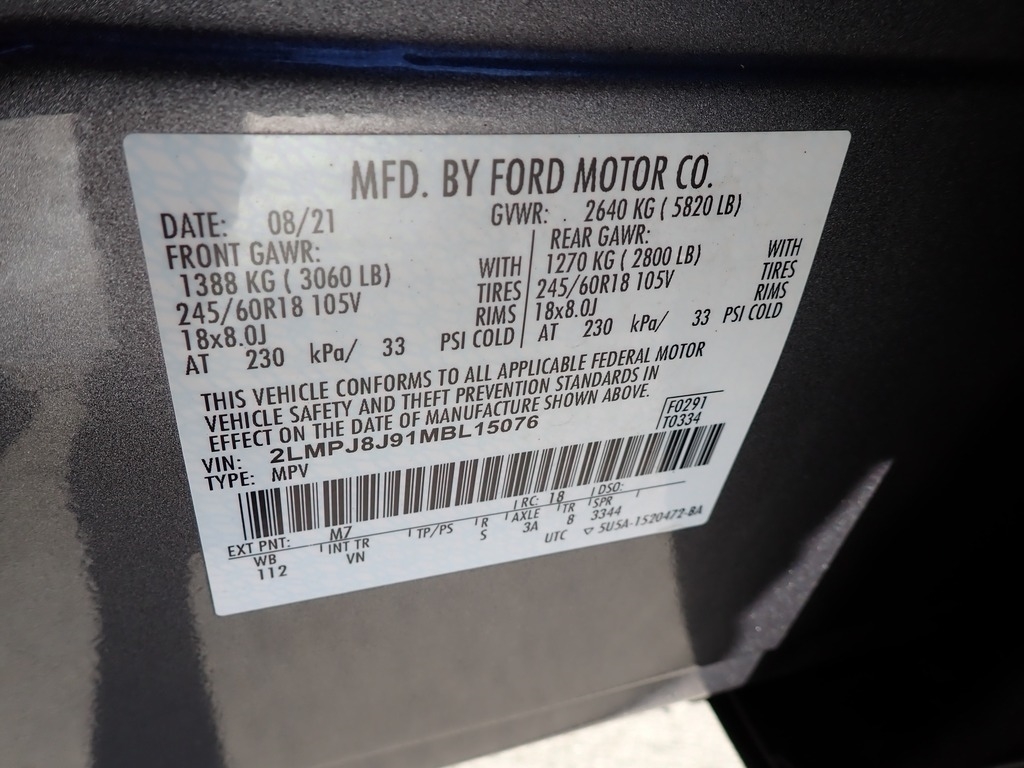 MFD. BY FORD MOTOR CO.
DATE: 08/21 GVWR: 2640 KG ( 5820 LB)
FRONT GAWR: REAR GAWR:
1388 KG ( 3060 LB) WITH 1270 KG ( 2800 LB) WITH
245/60R18 105V TIRES 245/60R18 105V TIRES
18x8.0J RIMS 18x8.0J RIMS
AT 230 kPa/ 33 PSI COLD AT 230 kPa/ 33 PSI COLD
THIS VEHICLE CONFORMS TO ALL APPLICABLE FEDERAL MOTOR
VEHICLE SAFETY AND THEFT PREVENTION STANDARDS IN
EFFECT ON THE DATE OF MANUFACTURE SHOWN ABOVE.
F0291
T0334
VIN: 2LMPJ8J91MBL15076
TYPE: MPV
EXT PNT: M7 RC: 18 DSO:
WB INT TR TP/PS R AXLE TR SPR
112 VN S 3A 8 3344
UTC ▽ 5U5A-1520472-BA